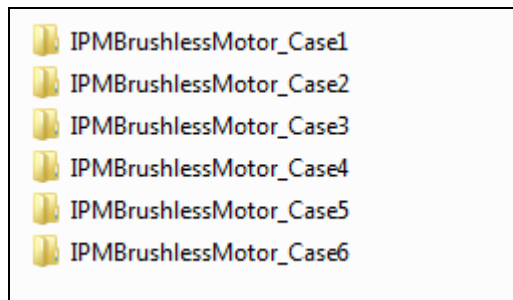 IPMBrushlessMotor_Case1
IPMBrushlessMotor_Case2
IPMBrushlessMotor_Case3
IPMBrushlessMotor_Case4
IPMBrushlessMotor_Case5
IPMBrushlessMotor_Case6